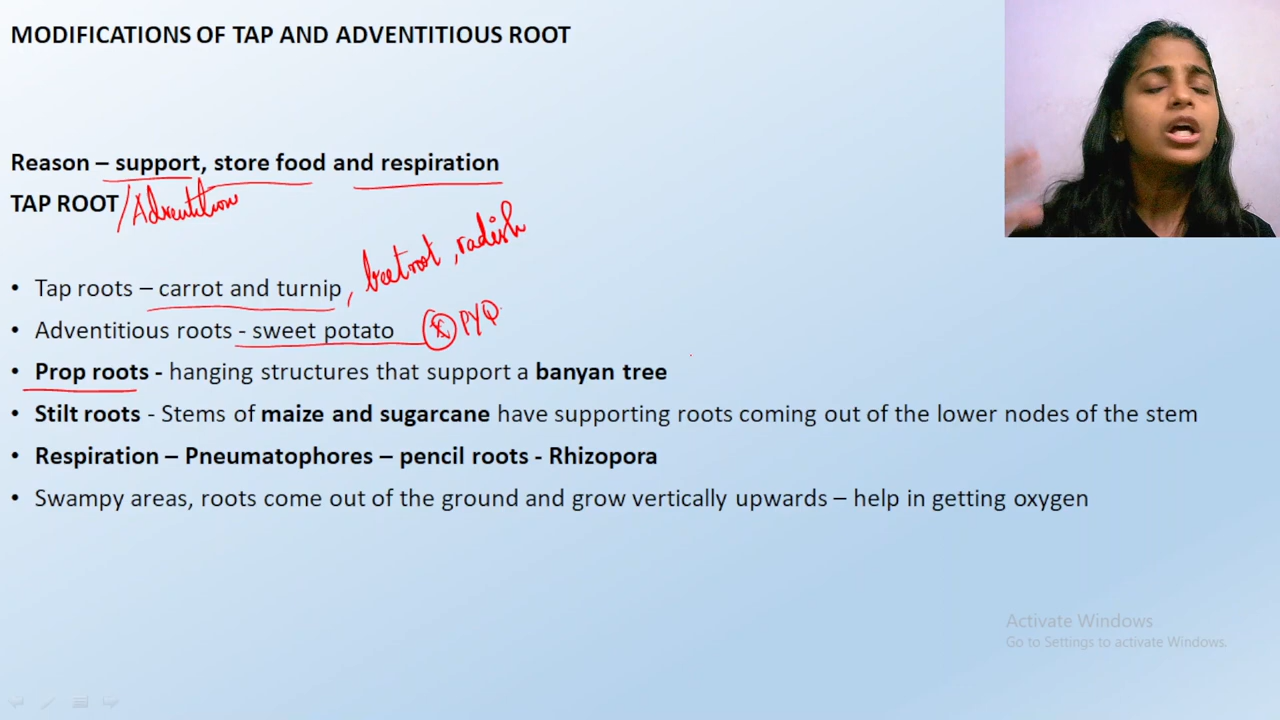 MODIFICATIONS OF TAP AND ADVENTITIOUS ROOT
Reason – support, store food and respiration
TAP ROOT /Adventition
beetroot, radish
• Tap roots – carrot and turnip,
• Adventitious roots - sweet potato PYQ
• Prop roots - hanging structures that support a banyan tree
• Stilt roots - Stems of maize and sugarcane have supporting roots coming out of the lower nodes of the stem
• Respiration – Pneumatophores – pencil roots - Rhizopora
• Swampy areas, roots come out of the ground and grow vertically upwards – help in getting oxygen
Activate Windows
Go to Settings to activate Windows.